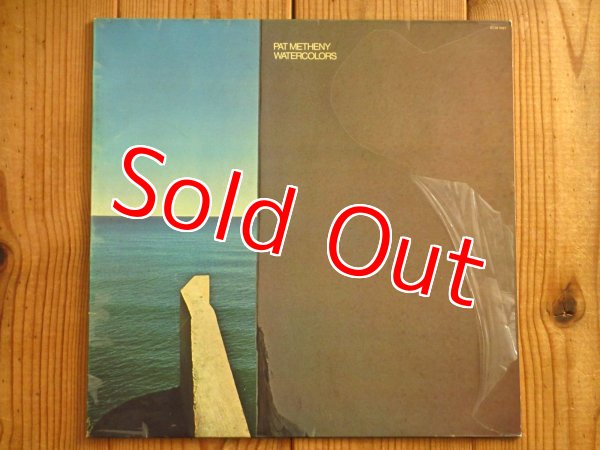 PAT METHENY
WATERCOLORS
Sold Out